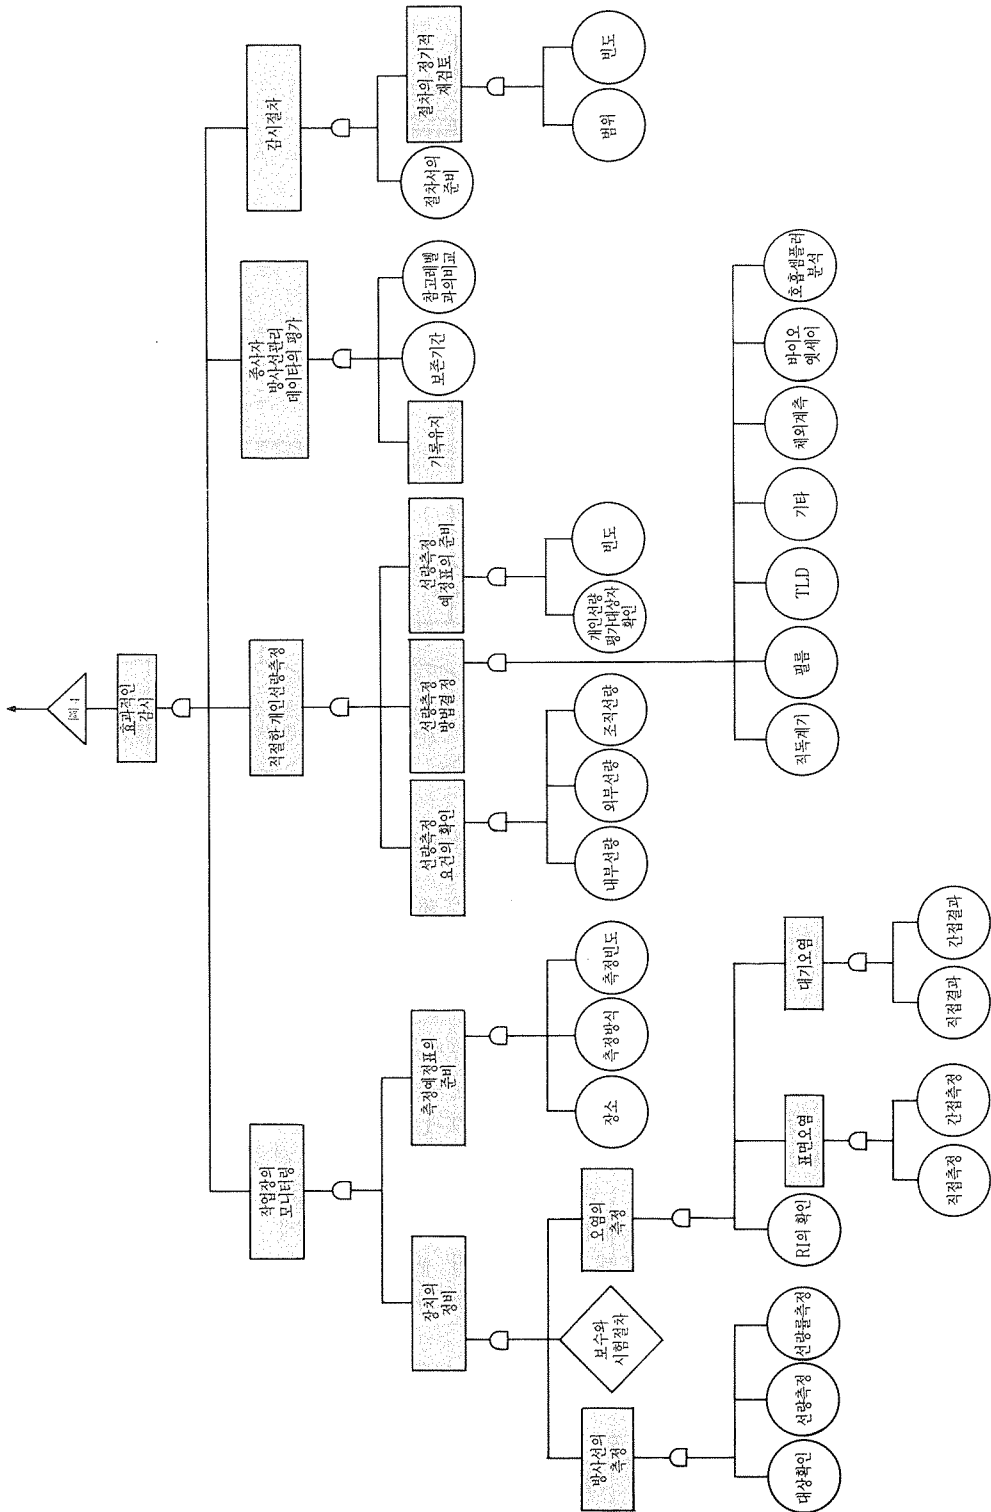 효과적인
감시
작업장의
모니터링
적절한 개인선량측정
종사자
방사선관리
데이타의 평가
감시절차
장치의
정비
측정예정표의
준비
선량측정
요건의 확인
선량측정
방법결정
선량측정
예정표의 준비
기록유지
보존기간
참고레벨
과의비교
절차서의
준비
절차의 정기적
재검토
방사선의
측정
보수와
시험절차
오염의
측정
장소
측정방식
측정빈도
내부선량
외부선량
조직선량
개인선량
평가대상자
확인
빈도
범위
빈도
대상확인
선량측정
선량률측정
RI의 확인
표면오염
대기오염
직독계기
필름
TLD
기타
체외계측
바이오
엣세이
호흡샘플러
분석
직접측정
간접측정
직접결과
간접결과